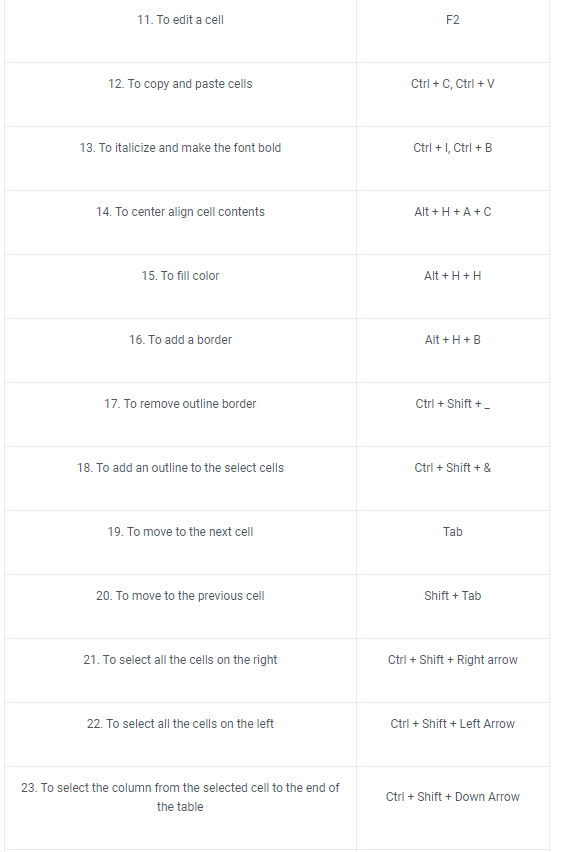 11. To edit a cell
F2
12. To copy and paste cells
Ctrl + C, Ctrl + V
13. To italicize and make the font bold
Ctrl + I, Ctrl + B
14. To center align cell contents
Alt + H + A + C
15. To fill color
Alt + H + H
16. To add a border
Alt + H + B
17. To remove outline border
Ctrl + Shift + _
18. To add an outline to the select cells
Ctrl + Shift + &
19. To move to the next cell
Tab
20. To move to the previous cell
Shift + Tab
21. To select all the cells on the right
Ctrl + Shift + Right arrow
22. To select all the cells on the left
Ctrl + Shift + Left Arrow
23. To select the column from the selected cell to the end of
the table
Ctrl + Shift + Down Arrow